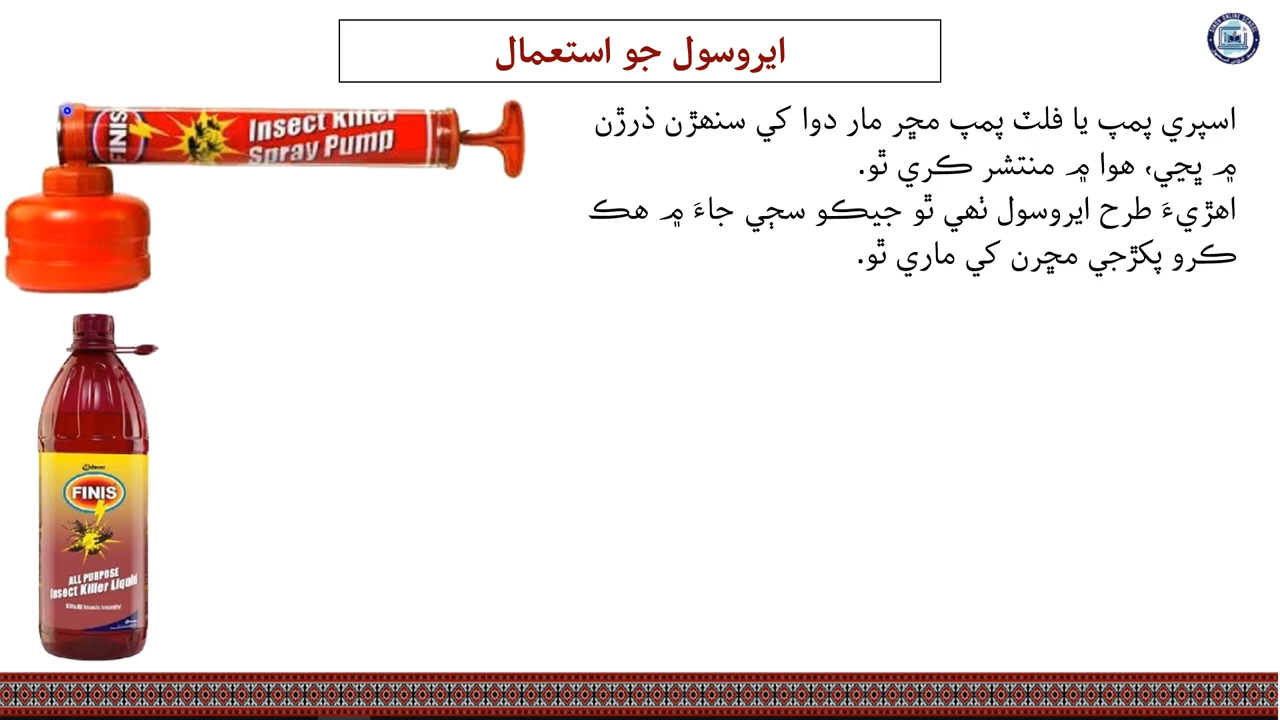 ايروسول جو استعمال
اسپري پمپ يا فلٽ پمپ مڇر مار دوا کي سنھڙن ذرڙن
۾ ڀڃي، هوا ۾ منتشر ڪري ٿو.
اهڙيءَ طرح ايروسول ٺھي ٿو جيڪو سڄي جاءَ ۾ هڪ
ڪرو پکڙجي مڇرن کي ماري ٿو.
FINIS
Insect Killer
Spray Pump
FINIS
ALL PURPOSE
Insect Killer Liquid